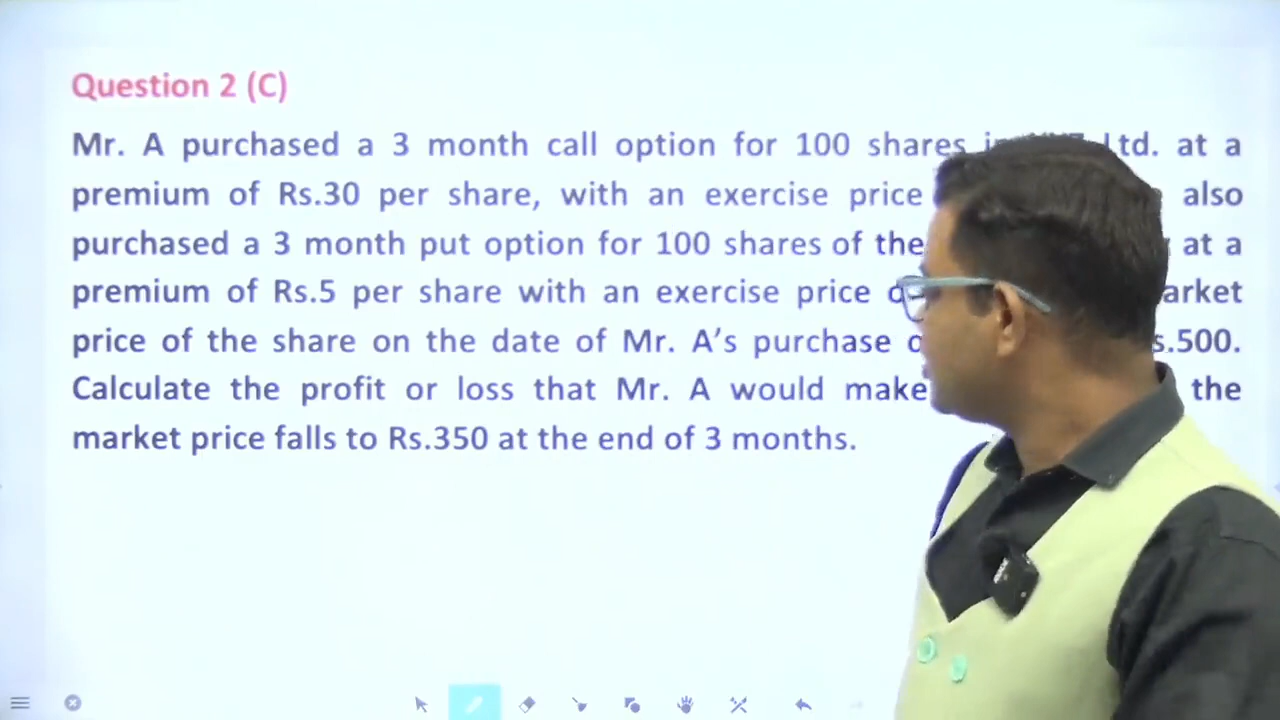 Question 2 (C)
Mr. A purchased a 3 month call option for 100 shares Ltd. at a
premium of Rs.30 per share, with an exercise price also
purchased a 3 month put option for 100 shares of the at a
premium of Rs.5 per share with an exercise price
price of the share on the date of Mr. A's purchase
Calculate the profit or loss that Mr. A would make the
market price falls to Rs.350 at the end of 3 months.